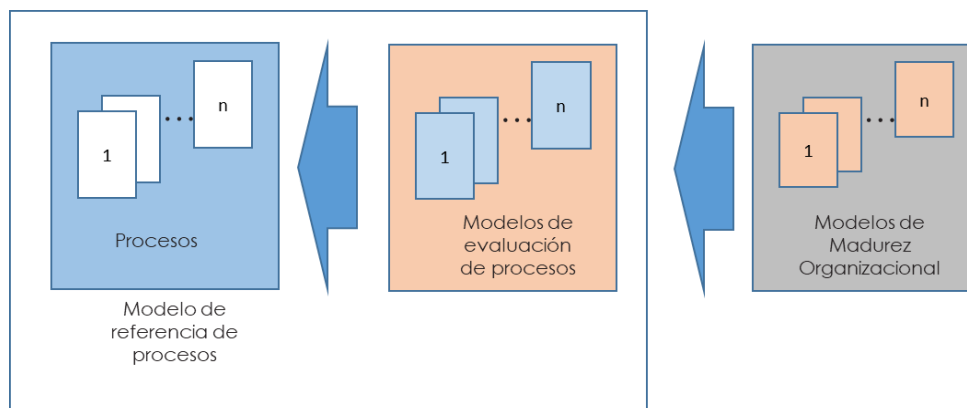 1
...
n
Procesos
Modelo de
referencia de
procesos
1
...
n
Modelos de
evaluación
de procesos
1
...
n
Modelos de
Madurez
Organizacional